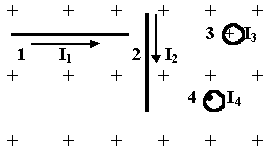 + + + + + +
3 + I₃
1 I₁ 2 I₂
+ + + + + +
4 I₄
+ + + + + +